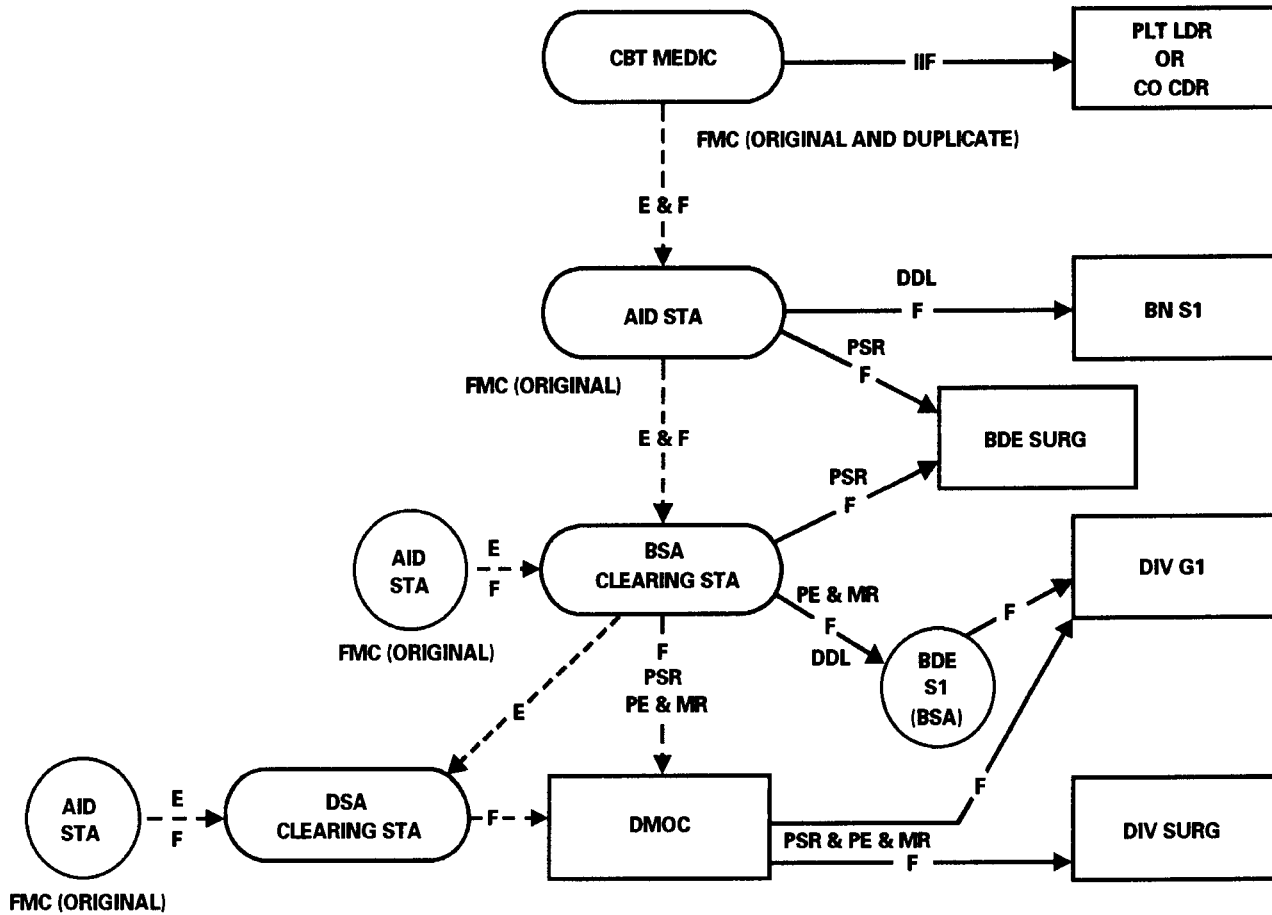 CBT MEDIC
IIF
PLT LDR
OR
CO CDR
FMC (ORIGINAL AND DUPLICATE)
E & F
AID STA
DDL
F
BN S1
PSR
F
FMC (ORIGINAL)
E & F
BDE SURG
PSR
F
AID
STA
E
F
BSA
CLEARING STA
DIV G1
FMC (ORIGINAL)
PE & MR
F
DDL
F
BDE
S1
(BSA)
F
PSR
PE & MR
E
AID
STA
E
F
DSA
CLEARING STA
F
DMOC
F
PSR & PE & MR
F
DIV SURG
FMC (ORIGINAL)